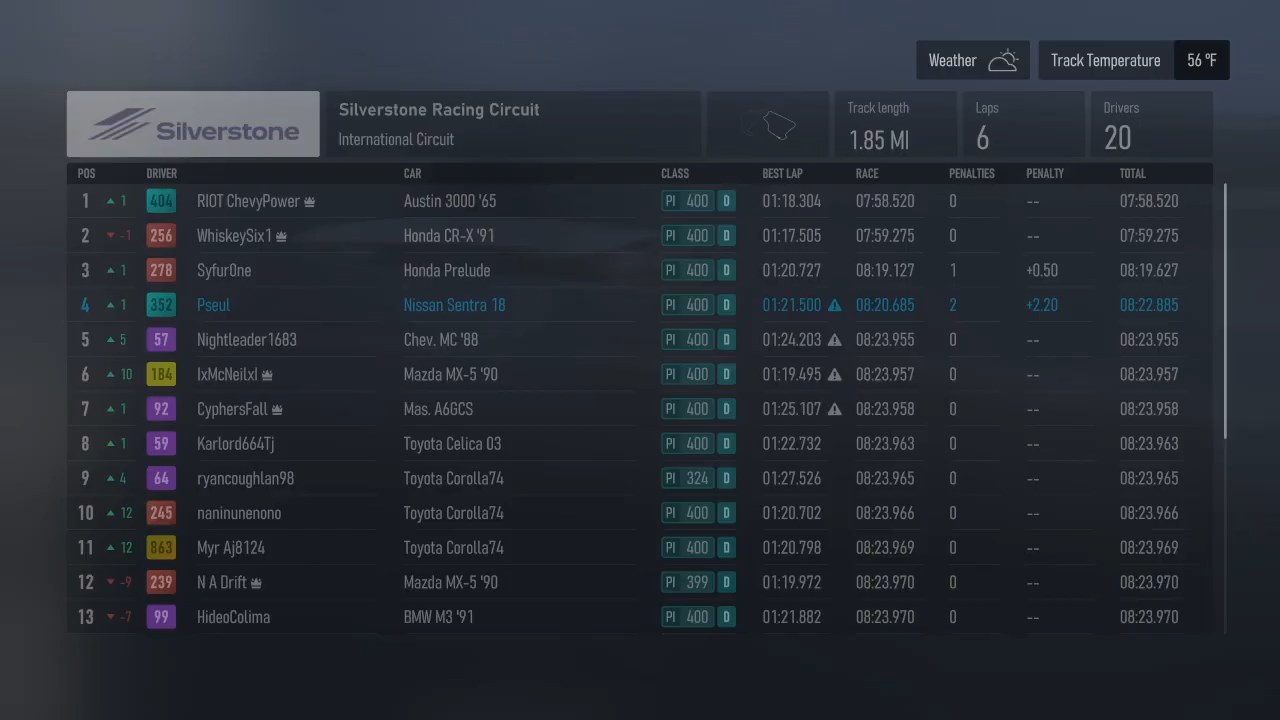 Weather Track Temperature 56 °F
Silverstone
Silverstone Racing Circuit
International Circuit
Track length
1.85 MI
Laps
6
Drivers
20
POS DRIVER CAR CLASS BEST LAP RACE PENALTIES PENALTY TOTAL
1 1 404 RIOT ChevyPower Austin 3000 '65 PI 400 D 01:18.304 07:58.520 0 -- 07:58.520
2 -1 256 WhiskeySix1 Honda CR-X '91 PI 400 D 01:17.505 07:59.275 0 -- 07:59.275
3 1 278 Syfur0ne Honda Prelude PI 400 D 01:20.727 08:19.127 1 +0.50 08:19.627
4 1 352 Pseul Nissan Sentra 18 PI 400 D 01:21.500 08:20.685 2 +2.20 08:22.885
5 5 57 Nightleader1683 Chev. MC '88 PI 400 D 01:24.203 08:23.955 0 -- 08:23.955
6 10 184 IxMcNeilxI Mazda MX-5 '90 PI 400 D 01:19.495 08:23.957 0 -- 08:23.957
7 1 92 CyphersFall Mas. A6GCS PI 400 D 01:25.107 08:23.958 0 -- 08:23.958
8 1 59 Karlord664Tj Toyota Celica 03 PI 400 D 01:22.732 08:23.963 0 -- 08:23.963
9 4 64 ryancoughlan98 Toyota Corolla74 PI 324 D 01:27.526 08:23.965 0 -- 08:23.965
10 12 245 naninunenono Toyota Corolla74 PI 400 D 01:20.702 08:23.966 0 -- 08:23.966
11 12 863 Myr Aj8124 Toyota Corolla74 PI 400 D 01:20.798 08:23.969 0 -- 08:23.969
12 -9 239 N A Drift Mazda MX-5 '90 PI 399 D 01:19.972 08:23.970 0 -- 08:23.970
13 -7 99 HideoColima BMW M3 '91 PI 400 D 01:21.882 08:23.970 0 -- 08:23.970